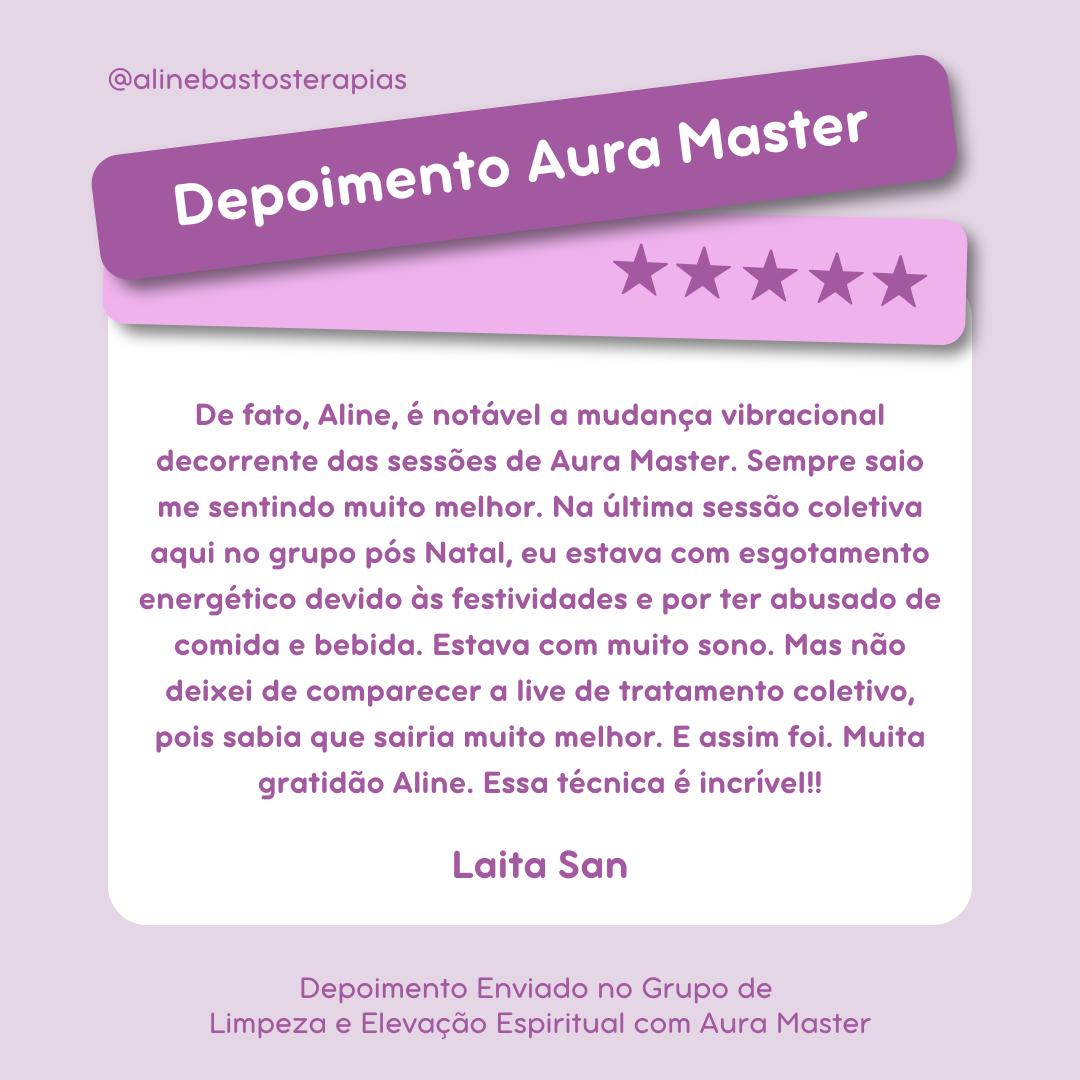 @alinebastosterapias
Depoimento Aura Master
De fato, Aline, é notável a mudança vibracional
decorrente das sessões de Aura Master. Sempre saio
me sentindo muito melhor. Na última sessão coletiva
aqui no grupo pós Natal, eu estava com esgotamento
energético devido às festividades e por ter abusado de
comida e bebida. Estava com muito sono. Mas não
deixei de comparecer a live de tratamento coletivo,
pois sabia que sairia muito melhor. E assim foi. Muita
gratidão Aline. Essa técnica é incrível!!
Laita San
Depoimento Enviado no Grupo de
Limpeza e Elevação Espiritual com Aura Master